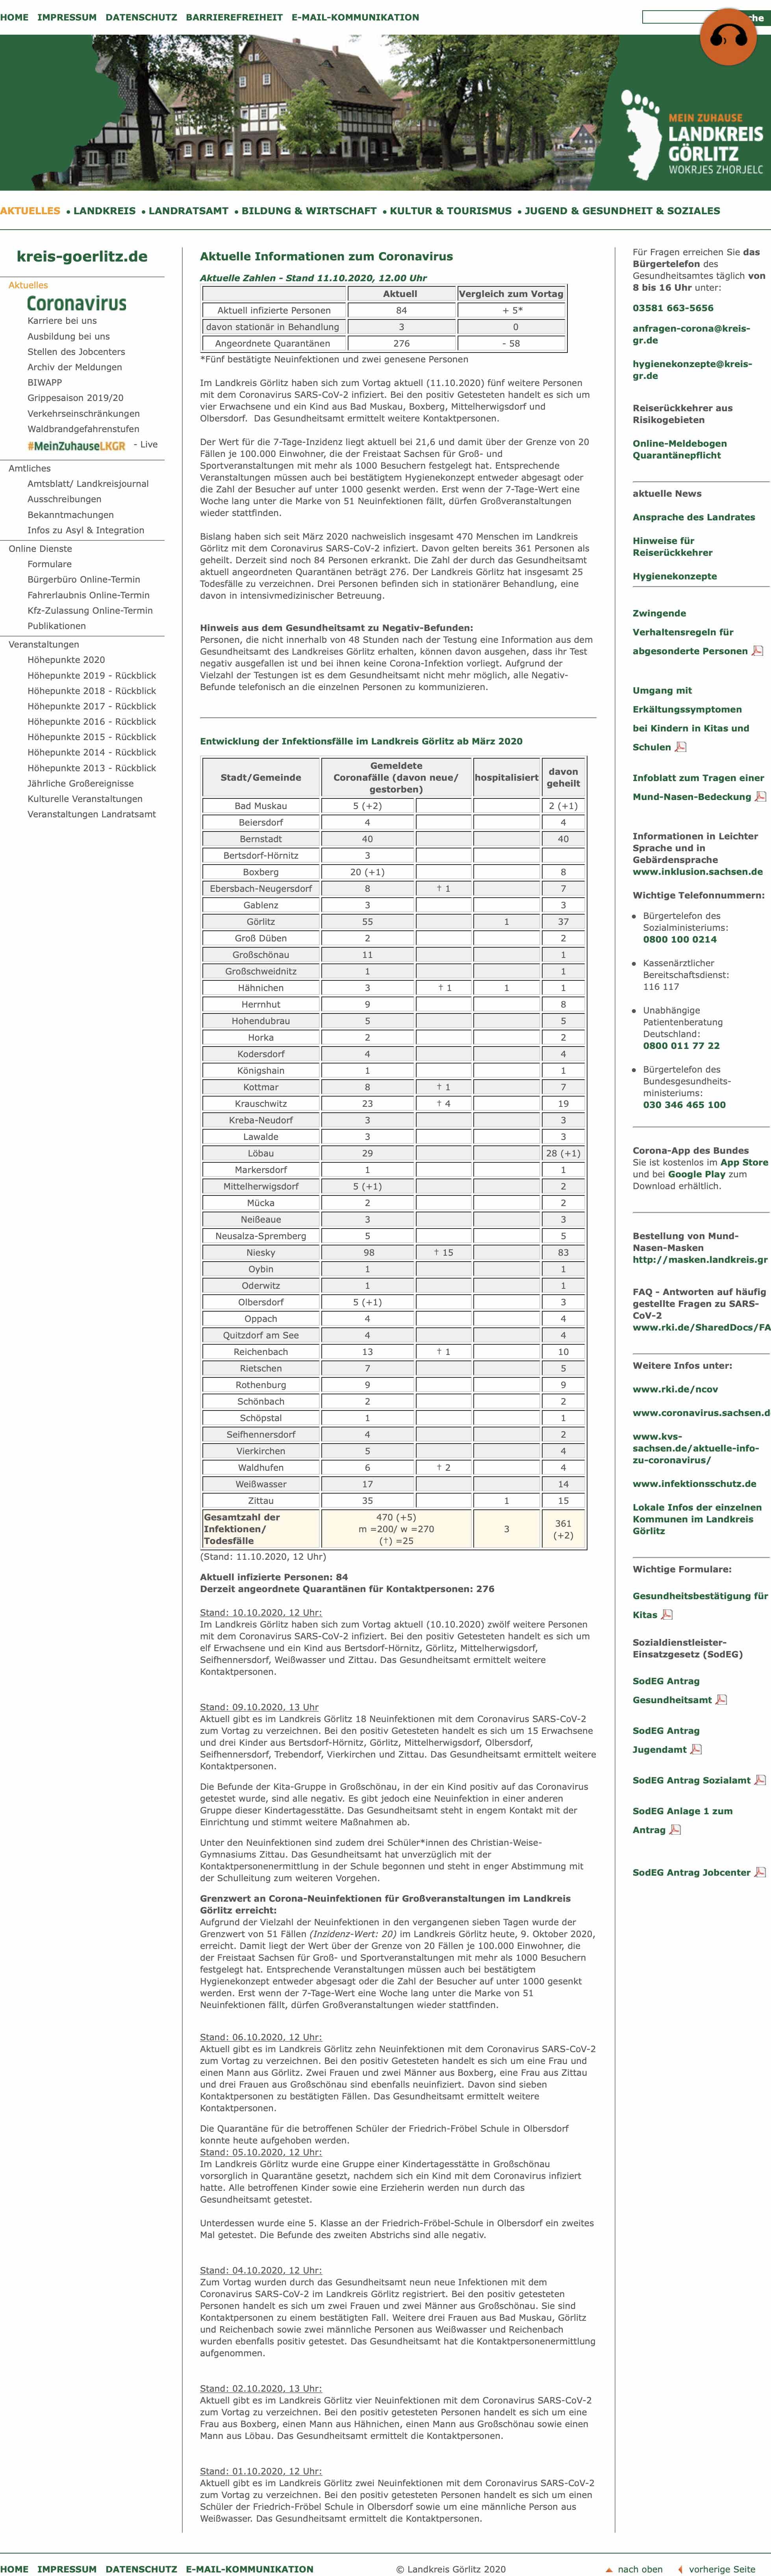 HOME IMPRESSUM DATENSCHUTZ BARRIEREFREIHEIT E-MAIL-KOMMUNIKATION
MEIN ZUHAUSE
LANDKREIS
GÖRLITZ
WOKRJES ZHORJELC
AKTUELLES • LANDKREIS • LANDRATSAMT • BILDUNG & WIRTSCHAFT • KULTUR & TOURISMUS • JUGEND & GESUNDHEIT & SOZIALES
kreis-goerlitz.de
Aktuelles
Coronavirus
Karriere bei uns
Ausbildung bei uns
Stellen des Jobcenters
Archiv der Meldungen
BIWAPP
Grippesaison 2019/20
Verkehrseinschränkungen
Waldbrandgefahrenstufen
#MeinZuhauseLKGR - Live
Amtliches
Amtsblatt/ Landkreisjournal
Ausschreibungen
Bekanntmachungen
Infos zu Asyl & Integration
Online Dienste
Formulare
Bürgerbüro Online-Termin
Fahrerlaubnis Online-Termin
Kfz-Zulassung Online-Termin
Publikationen
Veranstaltungen
Höhepunkte 2020
Höhepunkte 2019 - Rückblick
Höhepunkte 2018 - Rückblick
Höhepunkte 2017 - Rückblick
Höhepunkte 2016 - Rückblick
Höhepunkte 2015 - Rückblick
Höhepunkte 2014 - Rückblick
Höhepunkte 2013 - Rückblick
Jährliche Großereignisse
Kulturelle Veranstaltungen
Veranstaltungen Landratsamt
Aktuelle Informationen zum Coronavirus
Aktuelle Zahlen - Stand 11.10.2020, 12.00 Uhr
Aktuell Vergleich zum Vortag
Aktuell infizierte Personen 84 + 5*
davon stationär in Behandlung 3 0
Angeordnete Quarantänen 276 - 58
*Fünf bestätigte Neuinfektionen und zwei genesene Personen
Im Landkreis Görlitz haben sich zum Vortag aktuell (11.10.2020) fünf weitere Personen
mit dem Coronavirus SARS-CoV-2 infiziert. Bei den positiv Getesteten handelt es sich um
vier Erwachsene und ein Kind aus Bad Muskau, Boxberg, Mittelherwigsdorf und
Olbersdorf. Das Gesundheitsamt ermittelt weitere Kontaktpersonen.
Der Wert für die 7-Tage-Inzidenz liegt aktuell bei 21,6 und damit über der Grenze von 20
Fällen je 100.000 Einwohner, die der Freistaat Sachsen für Groß- und
Sportveranstaltungen mit mehr als 1000 Besuchern festgelegt hat. Entsprechende
Veranstaltungen müssen auch bei bestätigtem Hygienekonzept entweder abgesagt oder
die Zahl der Besucher auf unter 1000 gesenkt werden. Erst wenn der 7-Tage-Wert eine
Woche lang unter die Marke von 51 Neuinfektionen fällt, dürfen Großveranstaltungen
wieder stattfinden.
Bislang haben sich seit März 2020 nachweislich insgesamt 470 Menschen im Landkreis
Görlitz mit dem Coronavirus SARS-CoV-2 infiziert. Davon gelten bereits 361 Personen als
geheilt. Derzeit sind noch 84 Personen erkrankt. Die Zahl der durch das Gesundheitsamt
aktuell angeordneten Quarantänen beträgt 276. Der Landkreis Görlitz hat insgesamt 25
Todesfälle zu verzeichnen. Drei Personen befinden sich in stationärer Behandlung, eine
davon in intensivmedizinischer Betreuung.
Hinweis aus dem Gesundheitsamt zu Negativ-Befunden:
Personen, die nicht innerhalb von 48 Stunden nach der Testung eine Information aus dem
Gesundheitsamt des Landkreises Görlitz erhalten, können davon ausgehen, dass ihr Test
negativ ausgefallen ist und bei ihnen keine Corona-Infektion vorliegt. Aufgrund der
Vielzahl der Testungen ist es dem Gesundheitsamt nicht mehr möglich, alle Negativ-
Befunde telefonisch an die einzelnen Personen zu kommunizieren.
Entwicklung der Infektionsfälle im Landkreis Görlitz ab März 2020
Stadt/Gemeinde Gemeldete Coronafälle (davon neue/ gestorben) hospitalisiert davon geheilt
Bad Muskau 5 (+2) 2 (+1)
Beiersdorf 4 4
Bernstadt 40 40
Bertsdorf-Hörnitz 3
Boxberg 20 (+1) 8
Ebersbach-Neugersdorf 8 † 1 7
Gablenz 3 3
Görlitz 55 1 37
Groß Düben 2 2
Großschönau 11 1
Großschweidnitz 1 1
Hähnichen 3 † 1 1 1
Herrnhut 9 8
Hohendubrau 5 5
Horka 2 2
Kodersdorf 4 4
Königshain 1 1
Kottmar 8 † 1 7
Krauschwitz 23 † 4 19
Kreba-Neudorf 3 3
Lawalde 3 3
Löbau 29 28 (+1)
Markersdorf 1 1
Mittelherwigsdorf 5 (+1) 2
Mücka 2 2
Neißeaue 3 3
Neusalza-Spremberg 5 5
Niesky 98 † 15 83
Oybin 1 1
Oderwitz 1 1
Olbersdorf 5 (+1) 3
Oppach 4 4
Quitzdorf am See 4 4
Reichenbach 13 † 1 10
Rietschen 7 5
Rothenburg 9 9
Schönbach 2 2
Schöpstal 1 1
Seifhennersdorf 4 2
Vierkirchen 5 4
Waldhufen 6 † 2 4
Weißwasser 17 14
Zittau 35 1 15
Gesamtzahl der Infektionen/ Todesfälle 470 (+5) m =200/ w =270 (†) =25 3 361 (+2)
(Stand: 11.10.2020, 12 Uhr)
Aktuell infizierte Personen: 84
Derzeit angeordnete Quarantänen für Kontaktpersonen: 276
Stand: 10.10.2020, 12 Uhr:
Im Landkreis Görlitz haben sich zum Vortag aktuell (10.10.2020) zwölf weitere Personen
mit dem Coronavirus SARS-CoV-2 infiziert. Bei den positiv Getesteten handelt es sich um
elf Erwachsene und ein Kind aus Bertsdorf-Hörnitz, Görlitz, Mittelherwigsdorf,
Seifhennersdorf, Weißwasser und Zittau. Das Gesundheitsamt ermittelt weitere
Kontaktpersonen.
Stand: 09.10.2020, 13 Uhr
Aktuell gibt es im Landkreis Görlitz 18 Neuinfektionen mit dem Coronavirus SARS-CoV-2
zum Vortag zu verzeichnen. Bei den positiv Getesteten handelt es sich um 15 Erwachsene
und drei Kinder aus Bertsdorf-Hörnitz, Görlitz, Mittelherwigsdorf, Olbersdorf,
Seifhennersdorf, Trebendorf, Vierkirchen und Zittau. Das Gesundheitsamt ermittelt weitere
Kontaktpersonen.
Die Befunde der Kita-Gruppe in Großschönau, in der ein Kind positiv auf das Coronavirus
getestet wurde, sind alle negativ. Es gibt jedoch eine Neuinfektion in einer anderen
Gruppe dieser Kindertagesstätte. Das Gesundheitsamt steht in engem Kontakt mit der
Einrichtung und stimmt weitere Maßnahmen ab.
Unter den Neuinfektionen sind zudem drei Schüler*innen des Christian-Weise-
Gymnasiums Zittau. Das Gesundheitsamt hat unverzüglich mit der
Kontaktpersonenermittlung in der Schule begonnen und steht in enger Abstimmung mit
der Schulleitung zum weiteren Vorgehen.
Grenzwert an Corona-Neuinfektionen für Großveranstaltungen im Landkreis
Görlitz erreicht:
Aufgrund der Vielzahl der Neuinfektionen in den vergangenen sieben Tagen wurde der
Grenzwert von 51 Fällen (Inzidenz-Wert: 20) im Landkreis Görlitz heute, 9. Oktober 2020,
erreicht. Damit liegt der Wert über der Grenze von 20 Fällen je 100.000 Einwohner, die
der Freistaat Sachsen für Groß- und Sportveranstaltungen mit mehr als 1000 Besuchern
festgelegt hat. Entsprechende Veranstaltungen müssen auch bei bestätigtem
Hygienekonzept entweder abgesagt oder die Zahl der Besucher auf unter 1000 gesenkt
werden. Erst wenn der 7-Tage-Wert eine Woche lang unter die Marke von 51
Neuinfektionen fällt, dürfen Großveranstaltungen wieder stattfinden.
Stand: 06.10.2020, 12 Uhr:
Aktuell gibt es im Landkreis Görlitz zehn Neuinfektionen mit dem Coronavirus SARS-CoV-2
zum Vortag zu verzeichnen. Bei den positiv Getesteten handelt es sich um eine Frau und
einen Mann aus Görlitz. Zwei Frauen und zwei Männer aus Boxberg, eine Frau aus Zittau
und drei Frauen aus Großschönau sind ebenfalls neuinfiziert. Davon sind sieben
Kontaktpersonen zu bestätigten Fällen. Das Gesundheitsamt ermittelt weitere
Kontaktpersonen.
Die Quarantäne für die betroffenen Schüler der Friedrich-Fröbel Schule in Olbersdorf
konnte heute aufgehoben werden.
Stand: 05.10.2020, 12 Uhr:
Im Landkreis Görlitz wurde eine Gruppe einer Kindertagesstätte in Großschönau
vorsorglich in Quarantäne gesetzt, nachdem sich ein Kind mit dem Coronavirus infiziert
hatte. Alle betroffenen Kinder sowie eine Erzieherin werden nun durch das
Gesundheitsamt getestet.
Unterdessen wurde eine 5. Klasse an der Friedrich-Fröbel-Schule in Olbersdorf ein zweites
Mal getestet. Die Befunde des zweiten Abstrichs sind alle negativ.
Stand: 04.10.2020, 12 Uhr:
Zum Vortag wurden durch das Gesundheitsamt neun neue Infektionen mit dem
Coronavirus SARS-CoV-2 im Landkreis Görlitz registriert. Bei den positiv getesteten
Personen handelt es sich um zwei Frauen und zwei Männer aus Großschönau. Sie sind
Kontaktpersonen zu einem bestätigten Fall. Weitere drei Frauen aus Bad Muskau, Görlitz
und Reichenbach sowie zwei männliche Personen aus Weißwasser und Reichenbach
wurden ebenfalls positiv getestet. Das Gesundheitsamt hat die Kontaktpersonenermittlung
aufgenommen.
Stand: 02.10.2020, 13 Uhr:
Aktuell gibt es im Landkreis Görlitz vier Neuinfektionen mit dem Coronavirus SARS-CoV-2
zum Vortag zu verzeichnen. Bei den positiv getesteten Personen handelt es sich um eine
Frau aus Boxberg, einen Mann aus Hähnichen, einen Mann aus Großschönau sowie einen
Mann aus Löbau. Das Gesundheitsamt ermittelt die Kontaktpersonen.
Stand: 01.10.2020, 12 Uhr:
Aktuell gibt es im Landkreis Görlitz zwei Neuinfektionen mit dem Coronavirus SARS-CoV-2
zum Vortag zu verzeichnen. Bei den positiv getesteten Personen handelt es sich um einen
Schüler der Friedrich-Fröbel Schule in Olbersdorf sowie um eine männliche Person aus
Weißwasser. Das Gesundheitsamt ermittelt die Kontaktpersonen.
Für Fragen erreichen Sie das
Bürgertelefon des
Gesundheitsamtes täglich von
8 bis 16 Uhr unter:
03581 663-5656
anfragen-corona@kreis-
gr.de
hygienekonzepte@kreis-
gr.de
Reiserückkehrer aus
Risikogebieten
Online-Meldebogen
Quarantänepflicht
aktuelle News
Ansprache des Landrates
Hinweise für
Reiserückkehrer
Hygienekonzepte
Zwingende
Verhaltensregeln für
abgesonderte Personen
Umgang mit
Erkältungssymptomen
bei Kindern in Kitas und
Schulen
Infoblatt zum Tragen einer
Mund-Nasen-Bedeckung
Informationen in Leichter
Sprache und in
Gebärdensprache
www.inklusion.sachsen.de
Wichtige Telefonnummern:
• Bürgertelefon des
Sozialministeriums:
0800 100 0214
• Kassenärztlicher
Bereitschaftsdienst:
116 117
• Unabhängige
Patientenberatung
Deutschland:
0800 011 77 22
• Bürgertelefon des
Bundesgesundheits-
ministeriums:
030 346 465 100
Corona-App des Bundes
Sie ist kostenlos im App Store
und bei Google Play zum
Download erhältlich.
Bestellung von Mund-
Nasen-Masken
http://masken.landkreis.gr
FAQ - Antworten auf häufig
gestellte Fragen zu SARS-
CoV-2
www.rki.de/SharedDocs/FA
Weitere Infos unter:
www.rki.de/ncov
www.coronavirus.sachsen.d
www.kvs-
sachsen.de/aktuelle-info-
zu-coronavirus/
www.infektionsschutz.de
Lokale Infos der einzelnen
Kommunen im Landkreis
Görlitz
Wichtige Formulare:
Gesundheitsbestätigung für
Kitas
Sozialdienstleister-
Einsatzgesetz (SodEG)
SodEG Antrag
Gesundheitsamt
SodEG Antrag
Jugendamt
SodEG Antrag Sozialamt
SodEG Anlage 1 zum
Antrag
SodEG Antrag Jobcenter
HOME IMPRESSUM DATENSCHUTZ E-MAIL-KOMMUNIKATION
© Landkreis Görlitz 2020
nach oben vorherige Seite